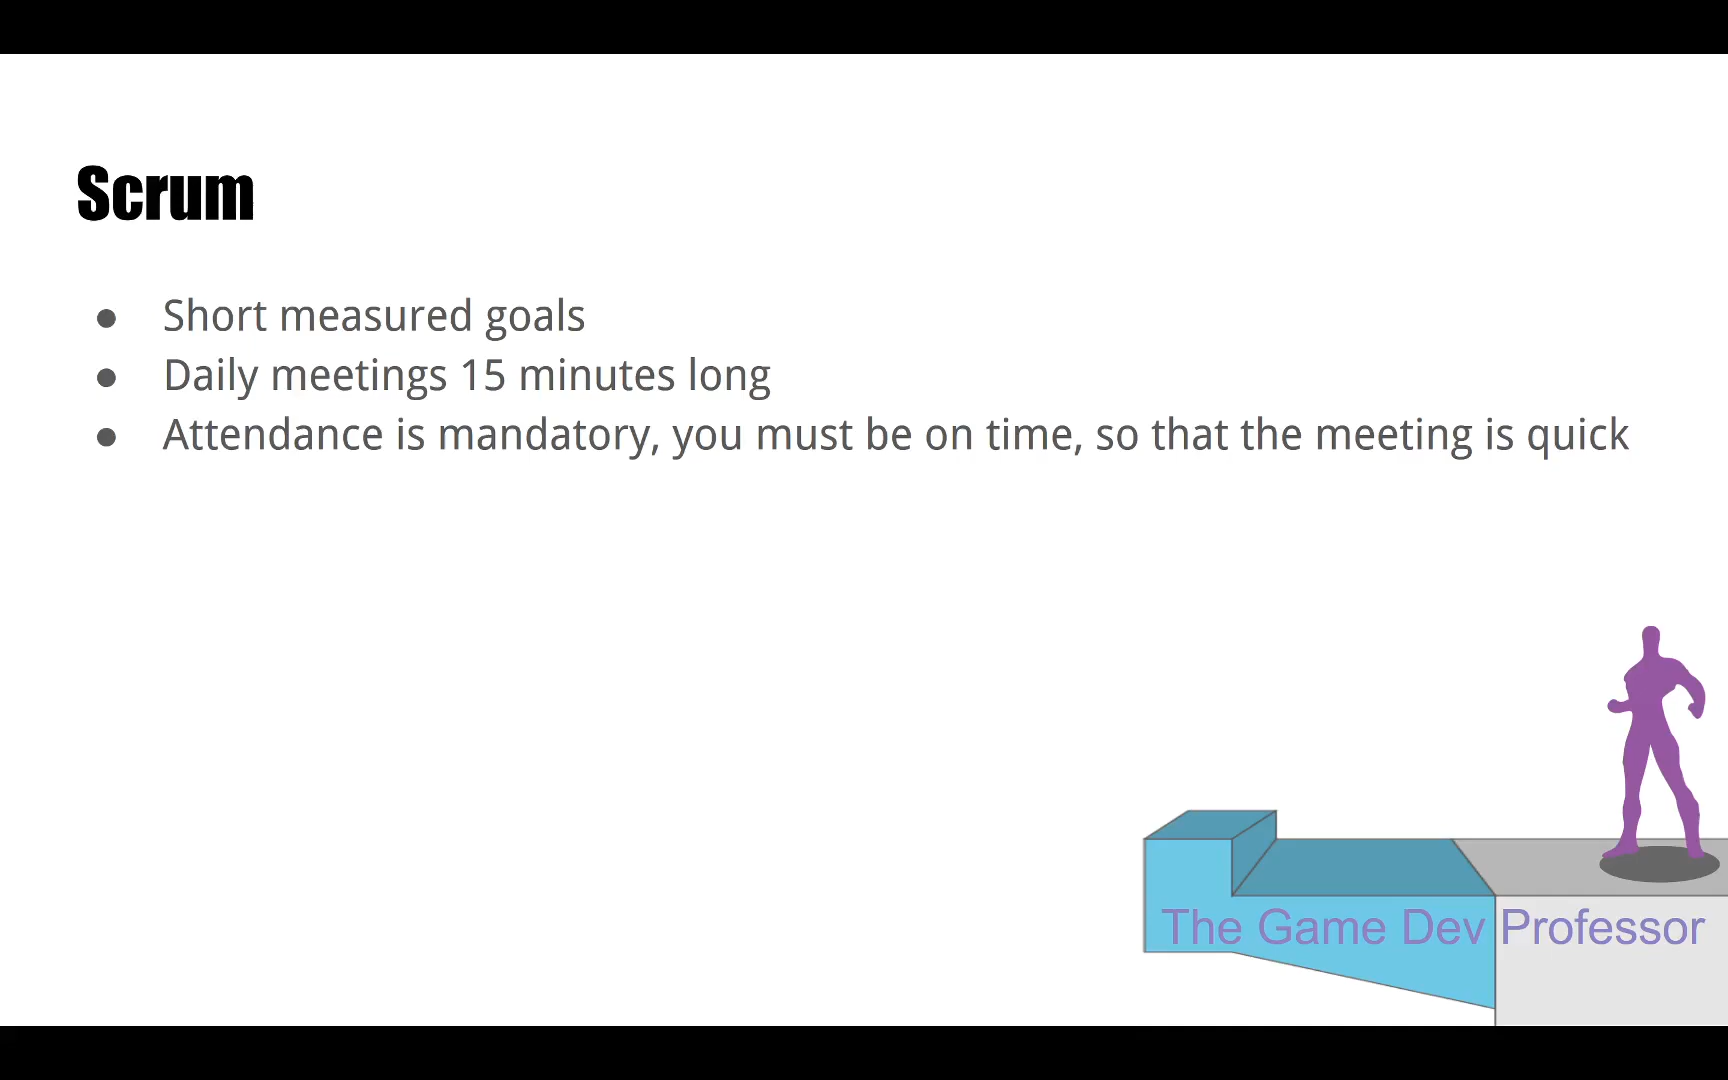 Scrum
● Short measured goals
● Daily meetings 15 minutes long
● Attendance is mandatory, you must be on time, so that the meeting is quick
The Game Dev Professor